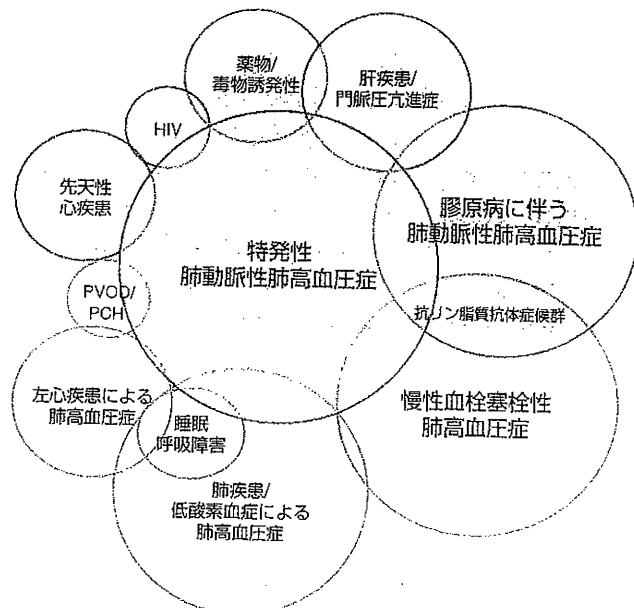 薬物/
毒物誘発性
肝疾患/
門脈圧亢進症
HIV
先天性
心疾患
膠原病に伴う
肺動脈性肺高血圧症
特発性
肺動脈性肺高血圧症
PVOD/
PCH
抗リン脂質抗体症候群
左心疾患による
肺高血圧症
睡眠
呼吸障害
慢性血栓塞栓性
肺高血圧症
肺疾患/
低酸素血症による
肺高血圧症